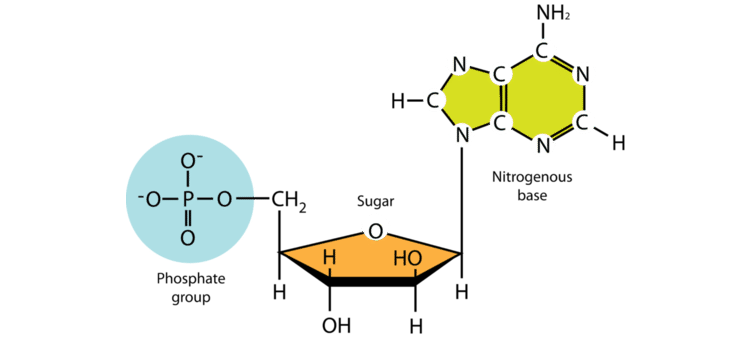 NH₂
C
N
N
C
H
C
C
C
N
N
H
Nitrogenous
base
O⁻
⁻O
P
O
O
CH₂
Phosphate
group
Sugar
O
H
HO
H
H
OH
H